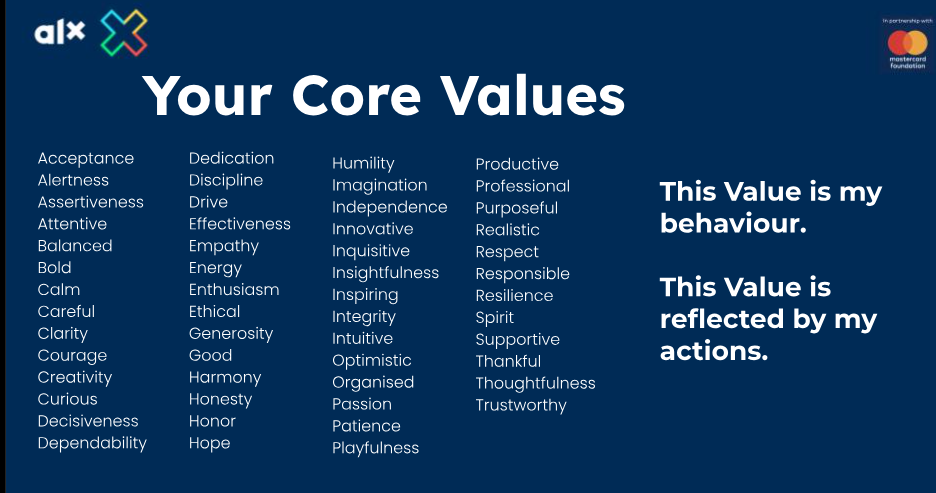 alx
In partnership with
mastercard
foundation
Your Core Values
Acceptance
Alertness
Assertiveness
Attentive
Balanced
Bold
Calm
Careful
Clarity
Courage
Creativity
Curious
Decisiveness
Dependability
Dedication
Discipline
Drive
Effectiveness
Empathy
Energy
Enthusiasm
Ethical
Generosity
Good
Harmony
Honesty
Honor
Hope
Humility
Imagination
Independence
Innovative
Inquisitive
Insightfulness
Inspiring
Integrity
Intuitive
Optimistic
Organised
Passion
Patience
Playfulness
Productive
Professional
Purposeful
Realistic
Respect
Responsible
Resilience
Spirit
Supportive
Thankful
Thoughtfulness
Trustworthy
This Value is my
behaviour.
This Value is
reflected by my
actions.